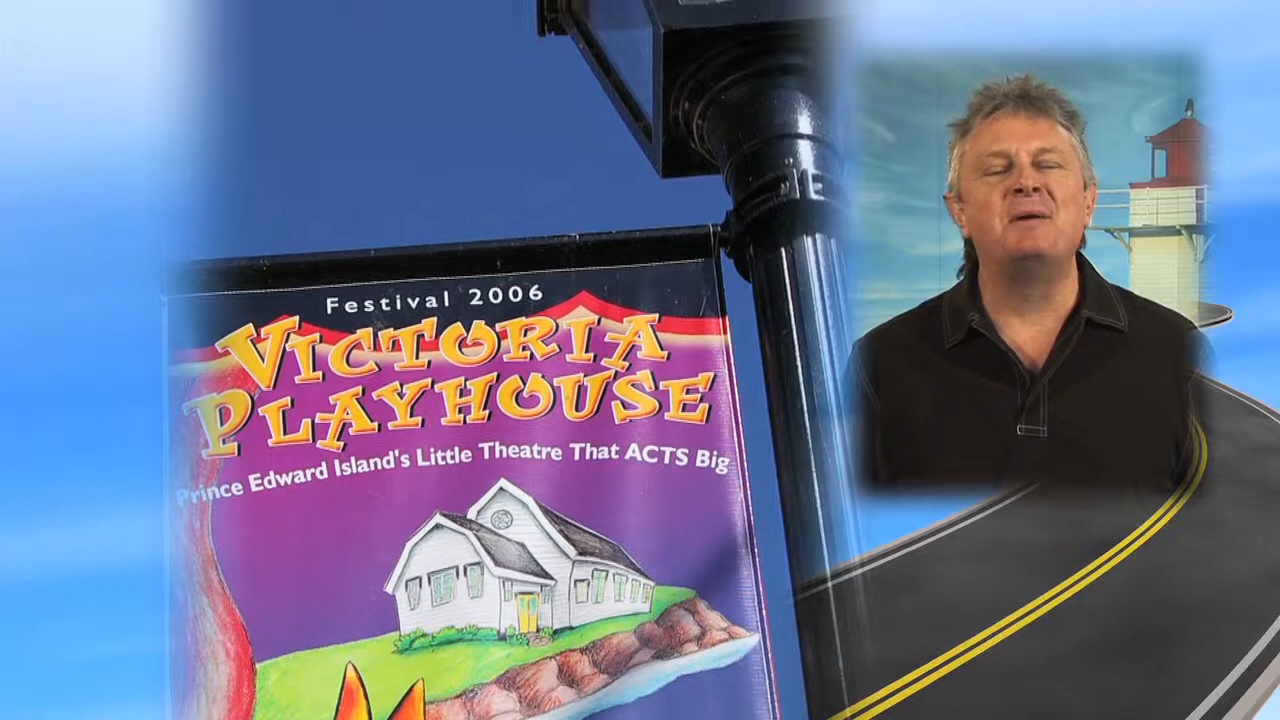 Festival 2006
VICTORIA
PLAYHOUSE
Prince Edward Island's Little Theatre That ACTS Big